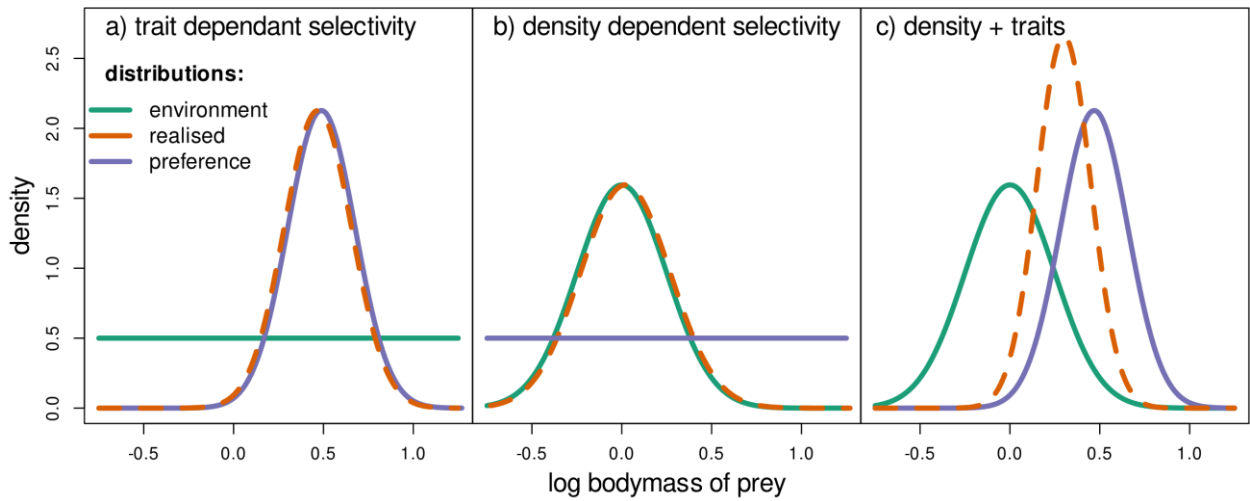 a) trait dependant selectivity
b) density dependent selectivity
c) density + traits
distributions:
environment
realised
preference
density
0.0 0.5 1.0 1.5 2.0 2.5
-0.5 0.0 0.5 1.0
-0.5 0.0 0.5 1.0
-0.5 0.0 0.5 1.0
log bodymass of prey